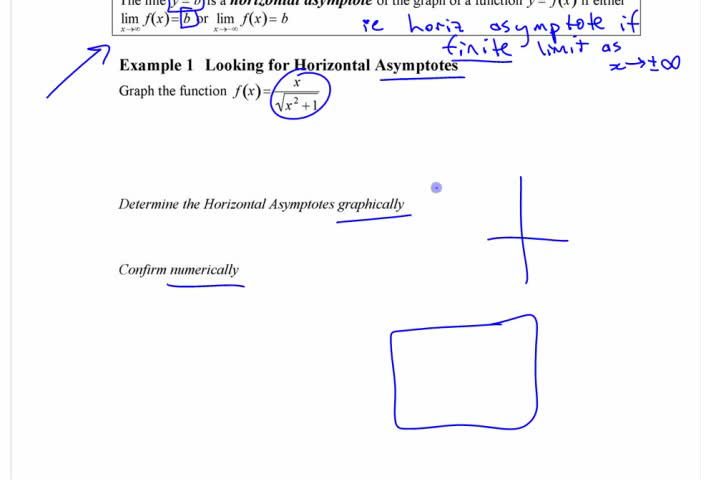 The line y = b is a horizontal asymptote of the graph of a function y = f(x) if either
lim x→∞ f(x) = b or lim x→-∞ f(x) = b
ie horiz asymptote if
finite limit as
x→±∞
Example 1 Looking for Horizontal Asymptotes
Graph the function f(x)= x/√x²+1
Determine the Horizontal Asymptotes graphically
Confirm numerically